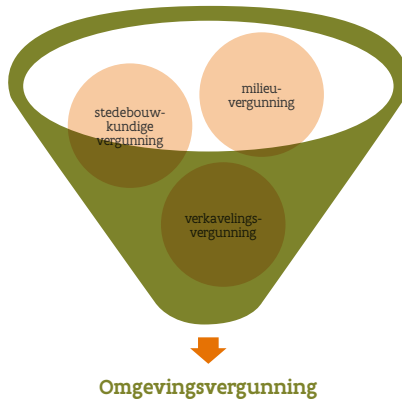 milieu-
vergunning
stedebouw-
kundige
vergunning
verkavelings-
vergunning
Omgevingsvergunning